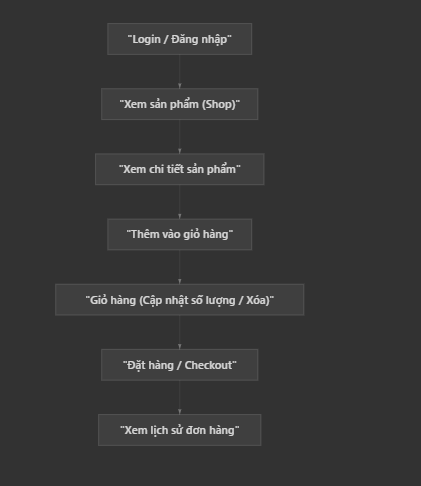 "Login / Đăng nhập"
"Xem sản phẩm (Shop)"
"Xem chi tiết sản phẩm"
"Thêm vào giỏ hàng"
"Giỏ hàng (Cập nhật số lượng / Xóa)"
"Đặt hàng / Checkout"
"Xem lịch sử đơn hàng"